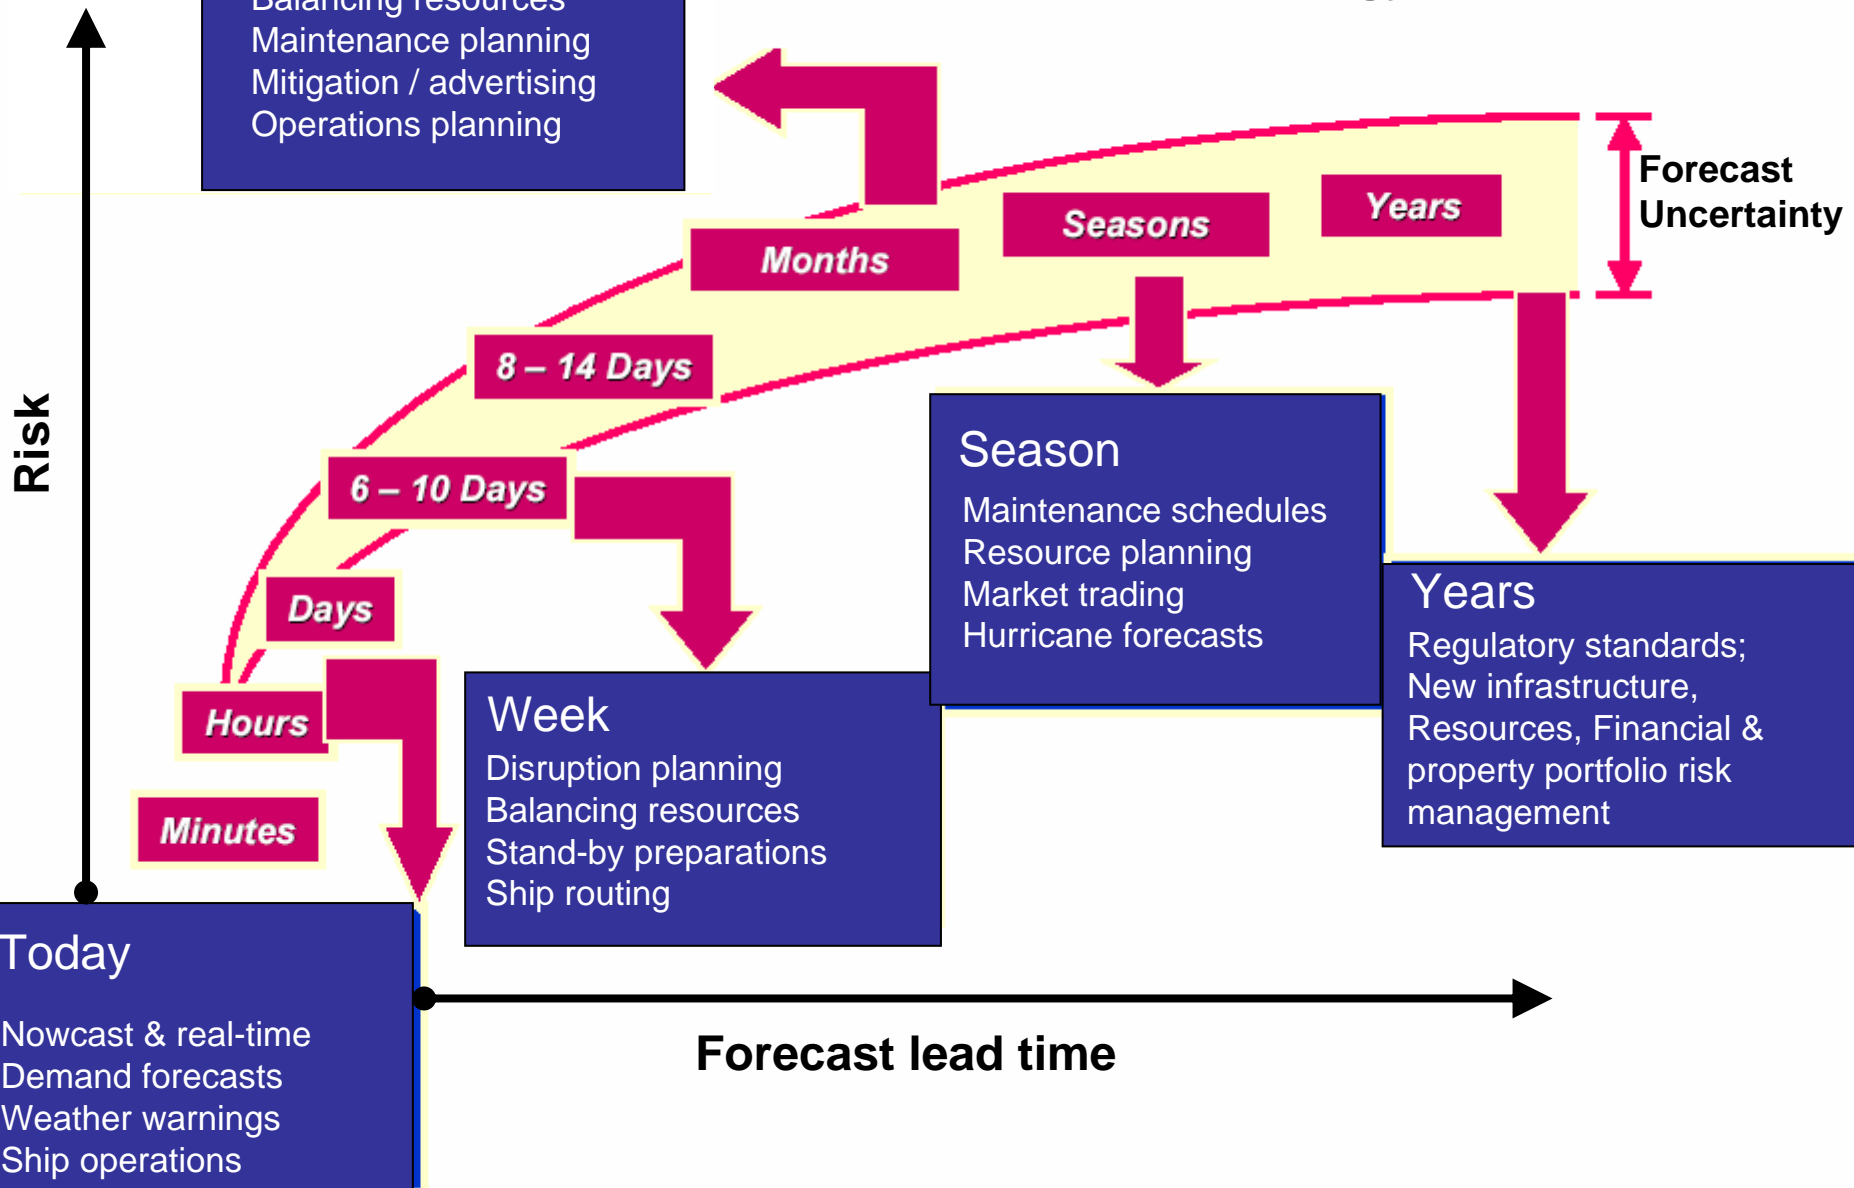 Balancing resources
Maintenance planning
Mitigation / advertising
Operations planning
Forecast
Uncertainty
Years
Seasons
Months
8 – 14 Days
6 – 10 Days
Days
Hours
Minutes
Risk
Season
Maintenance schedules
Resource planning
Market trading
Hurricane forecasts
Years
Regulatory standards;
New infrastructure,
Resources, Financial &
property portfolio risk
management
Week
Disruption planning
Balancing resources
Stand-by preparations
Ship routing
Today
Nowcast & real-time
Demand forecasts
Weather warnings
Ship operations
Forecast lead time